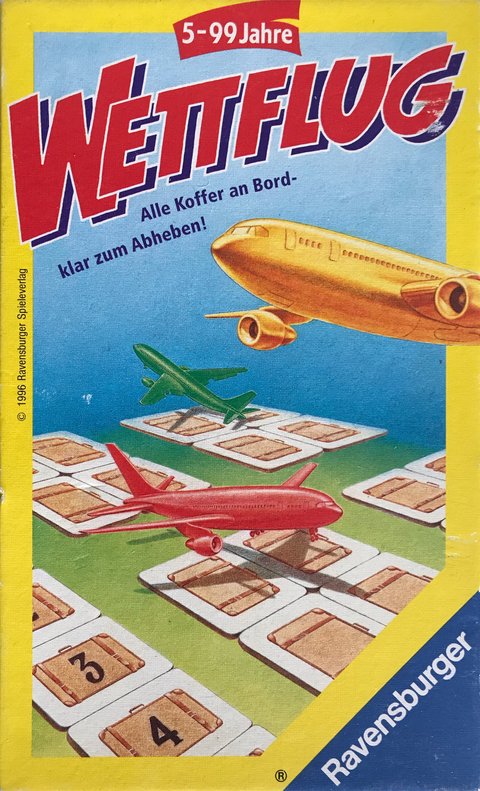 5-99 Jahre
WETTFLUG
Alle Koffer an Bord-
klar zum Abheben!
© 1996 Ravensburger Spieleverlag
3
4
Ravensburger
®